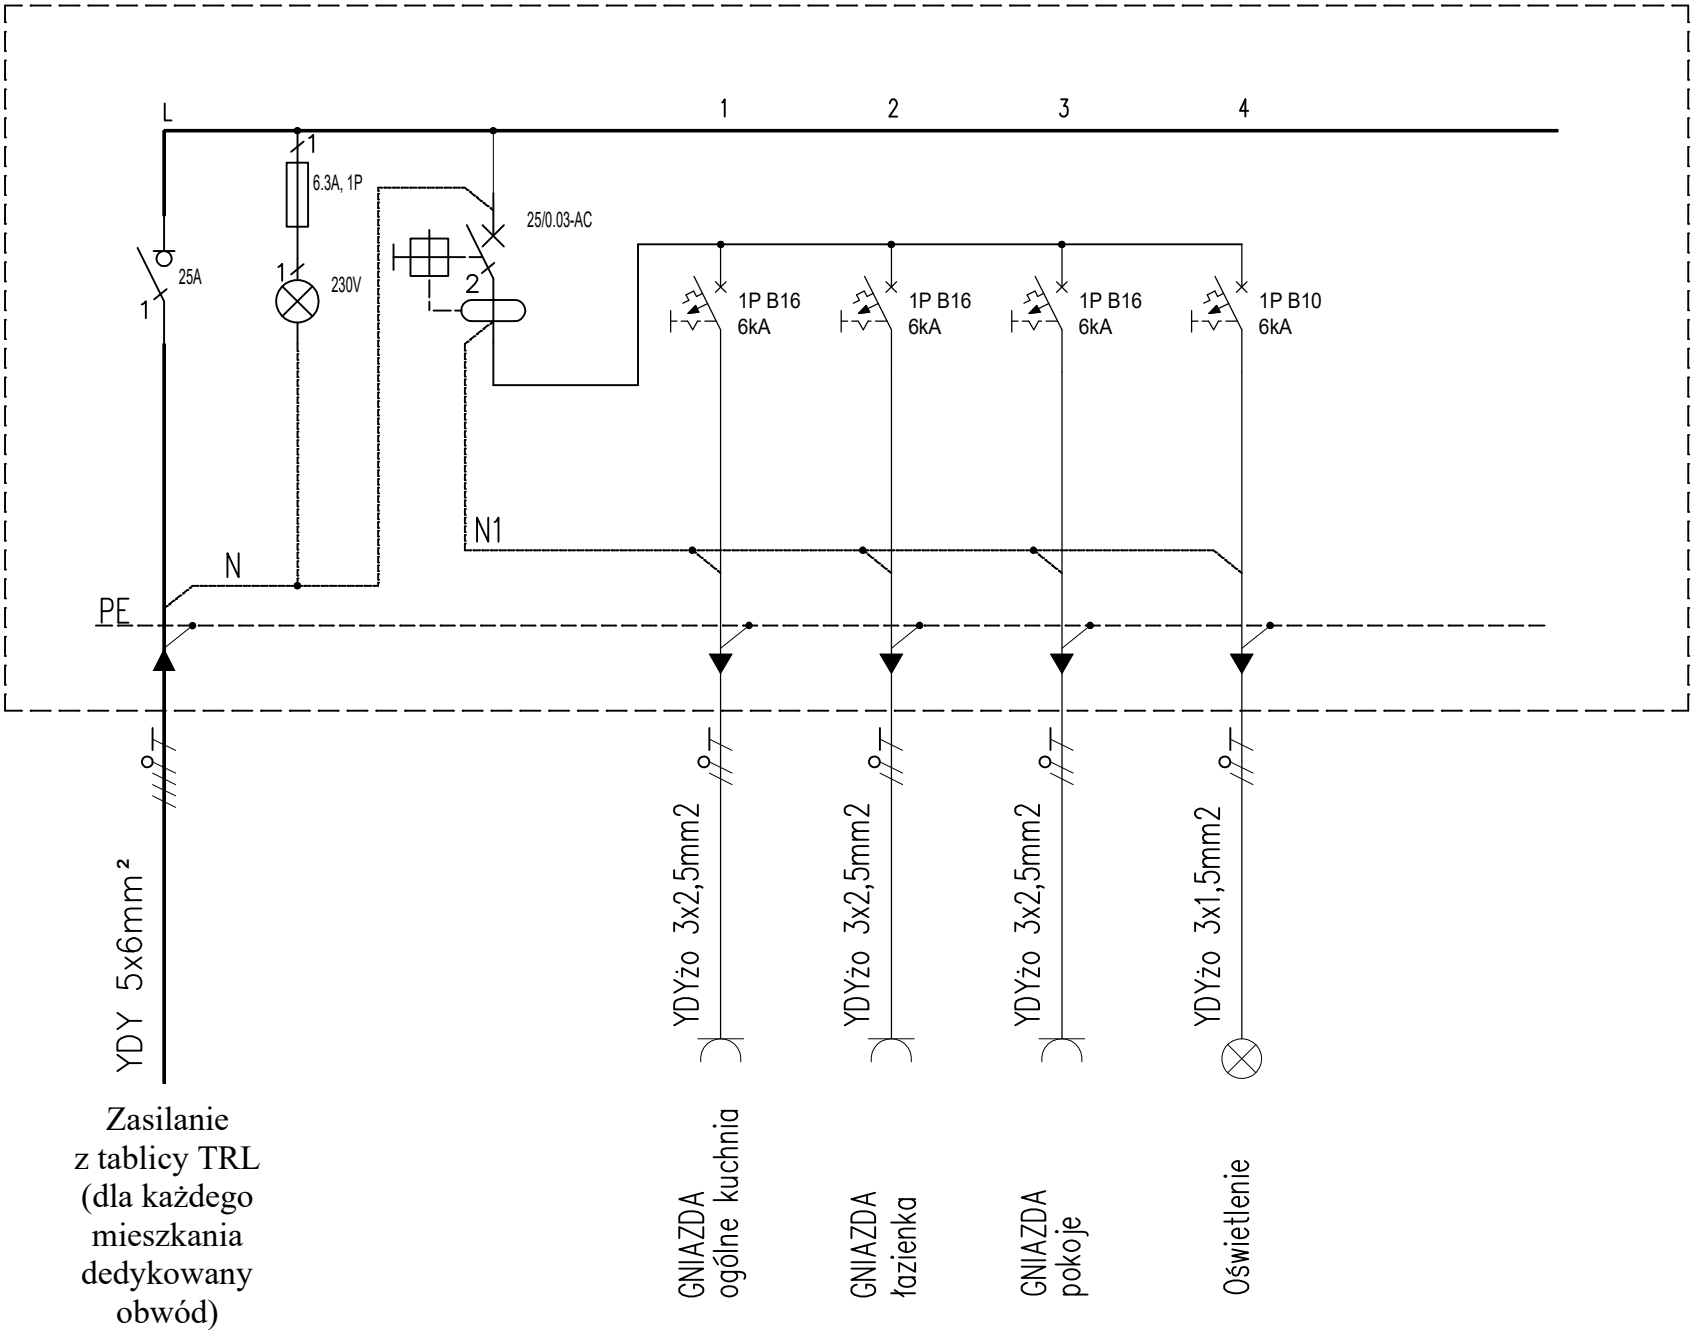 L
1
2
3
4
1
6.3A, 1P
25/0.03-AC
25A
1
1
230V
2
1P B16
6kA
1P B16
6kA
1P B16
6kA
1P B10
6kA
N1
N
PE
YDY 5x6mm²
YDYżo 3x2,5mm2
YDYżo 3x2,5mm2
YDYżo 3x2,5mm2
YDYżo 3x1,5mm2
Zasilanie
z tablicy TRL
(dla każdego
mieszkania
dedykowany
obwód)
GNIAZDA
ogólne kuchnia
GNIAZDA
łazienka
GNIAZDA
pokoje
Oświetlenie